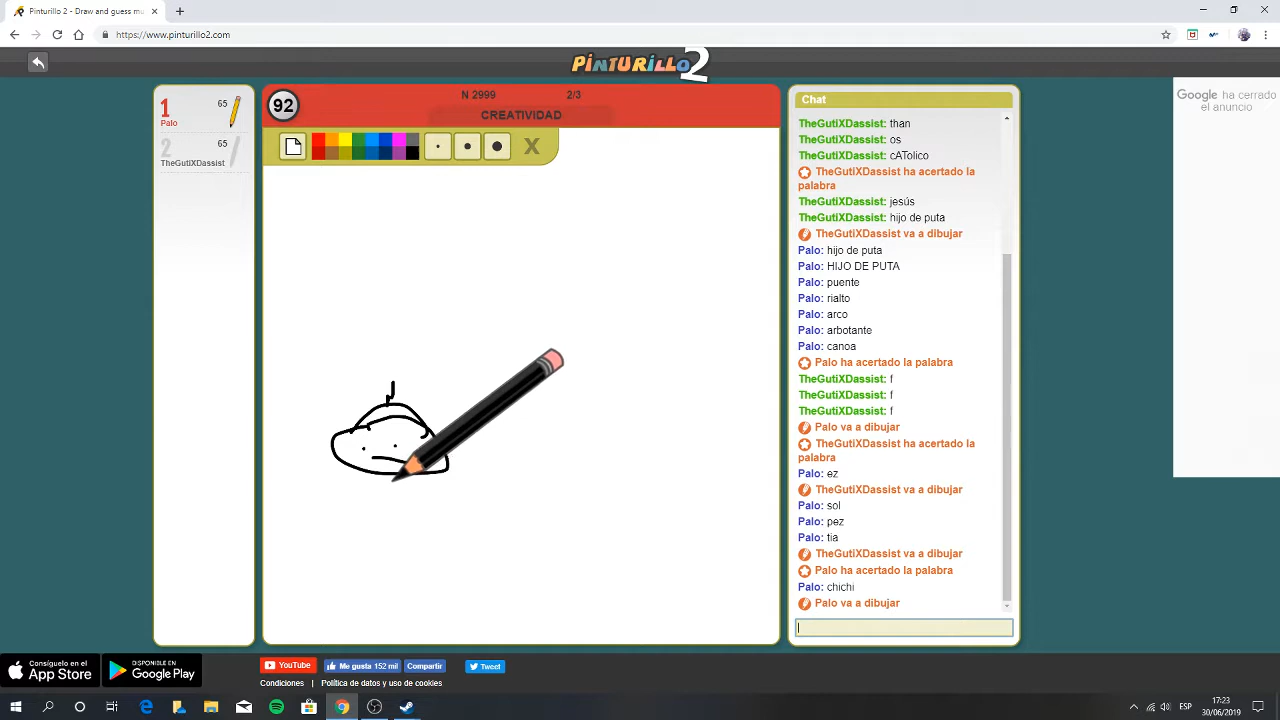 Pinturillo 2 - Draw and guess mu
https://www.pinturillo2.com
PiNTURiLLO2
1
65
Palo
2
65
TheGutiXDassist
92
N 2999
2/3
CREATIVIDAD
X
Chat
TheGutiXDassist: than
TheGutiXDassist: os
TheGutiXDassist: cATolico
TheGutiXDassist ha acertado la
palabra
TheGutiXDassist: jesús
TheGutiXDassist: hijo de puta
TheGutiXDassist va a dibujar
Palo: hijo de puta
Palo: HIJO DE PUTA
Palo: puente
Palo: rialto
Palo: arco
Palo: arbotante
Palo: canoa
Palo ha acertado la palabra
TheGutiXDassist: f
TheGutiXDassist: f
TheGutiXDassist: f
Palo va a dibujar
TheGutiXDassist ha acertado la
palabra
Palo: ez
TheGutiXDassist va a dibujar
Palo: sol
Palo: pez
Palo: tia
TheGutiXDassist va a dibujar
Palo ha acertado la palabra
Palo: chichi
Palo va a dibujar
Google ha cerrado
el anuncio
Consíguelo en el
App Store
DISPONIBLE EN
Google Play
YouTube
Me gusta 152 mil
Compartir
Tweet
Condiciones | Política de datos y uso de cookies
ESP
17:23
30/06/2019